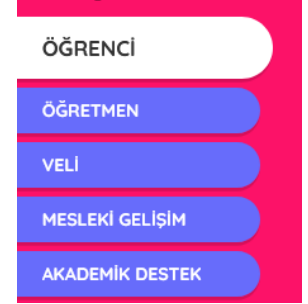 ÖĞRENCİ
ÖĞRETMEN
VELİ
MESLEKİ GELİŞİM
AKADEMİK DESTEK